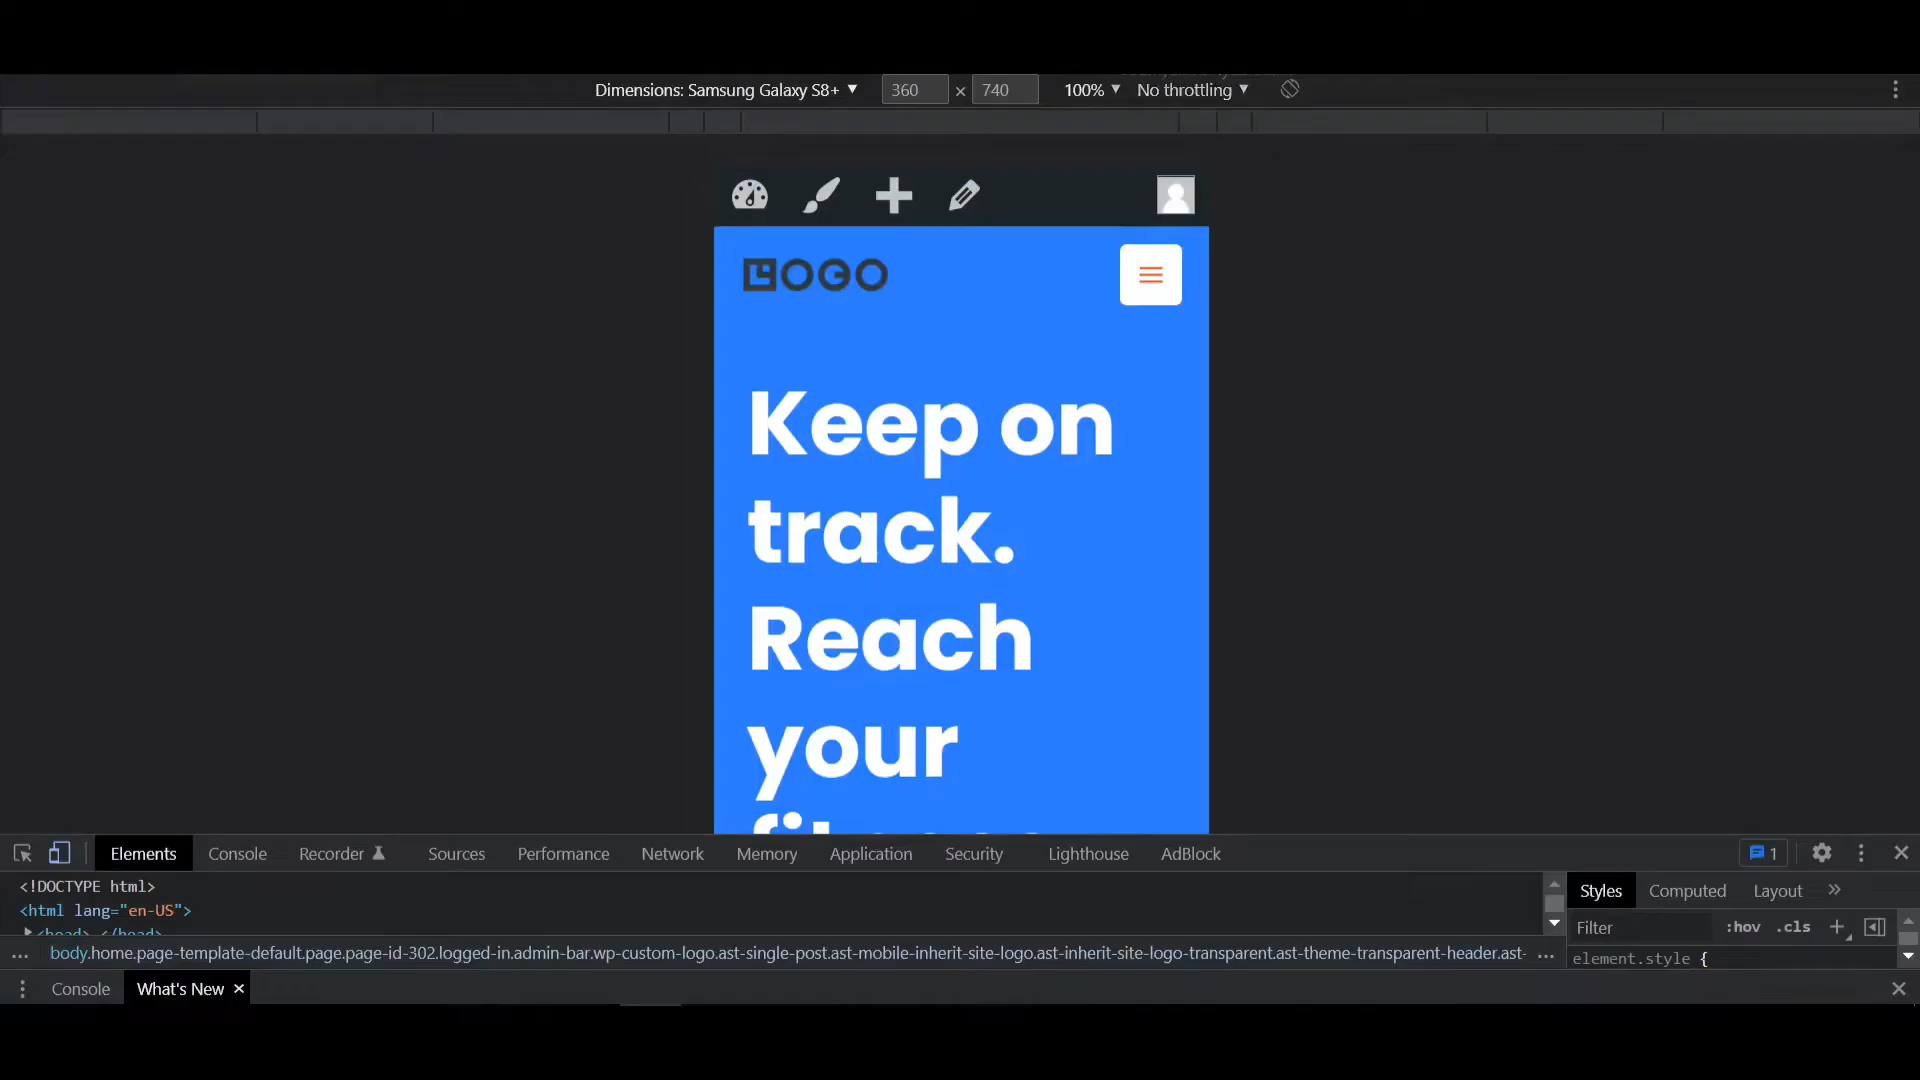 Dimensions: Samsung Galaxy S8+ 360 × 740 100% No throttling
LOGO
Keep on
track.
Reach
your
Elements Console Recorder Sources Performance Network Memory Application Security Lighthouse AdBlock 1
<!DOCTYPE html>
<html lang="en-US">
Styles Computed Layout
Filter :hov .cls
element.style {
... body.home.page-template-default.page.page-id-302.logged-in.admin-bar.wp-custom-logo.ast-single-post.ast-mobile-inherit-site-logo.ast-inherit-site-logo-transparent.ast-theme-transparent-header.ast- ...
Console What's New